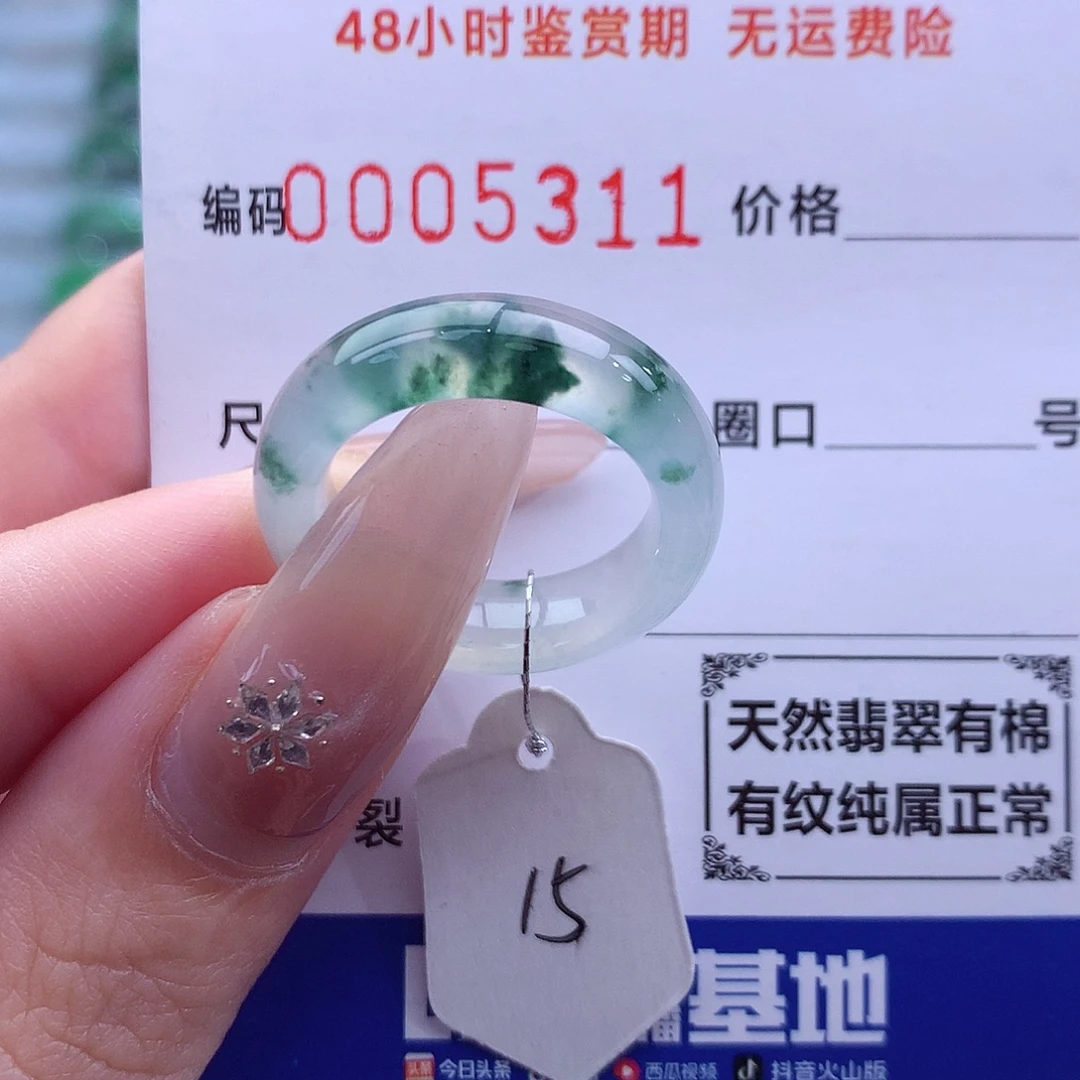 48小时鉴赏期 无运费险
编码0005311 价格
尺 圈口 号
天然翡翠有棉
有纹纯属正常
裂
15
基地
头条 今日头条 西瓜视频 抖音火山版